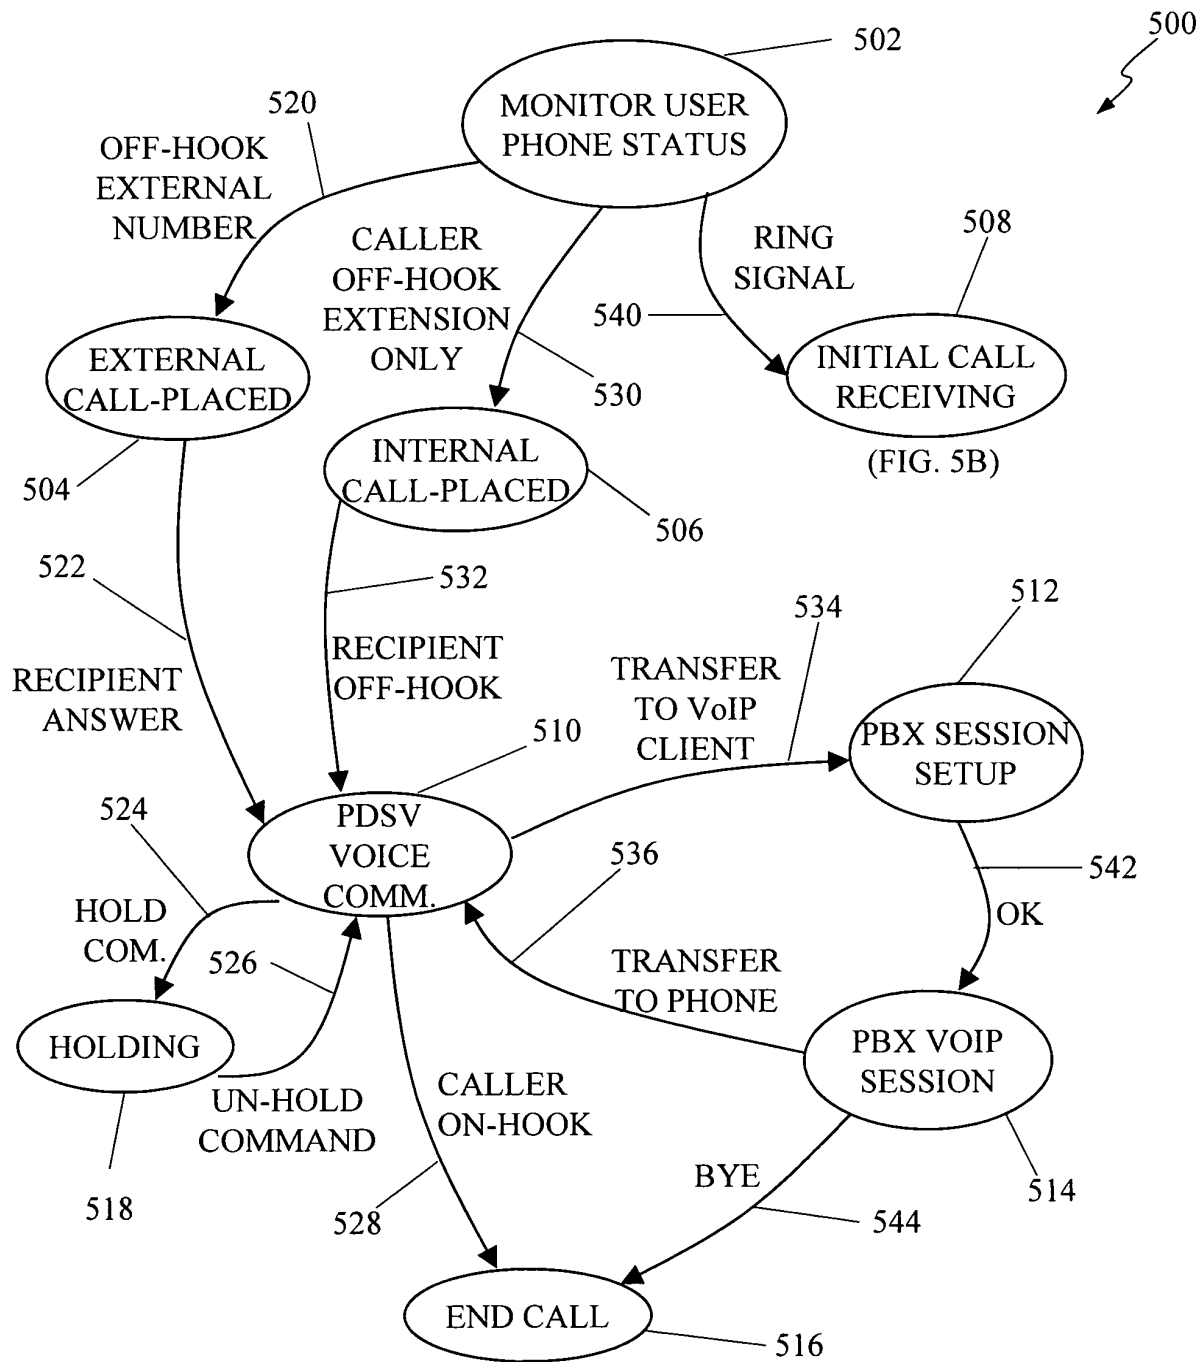 500
502
MONITOR USER
PHONE STATUS
520
OFF-HOOK
EXTERNAL
NUMBER
CALLER
OFF-HOOK
EXTENSION
ONLY
530
RING
SIGNAL
540
508
EXTERNAL
CALL-PLACED
504
INTERNAL
CALL-PLACED
506
INITIAL CALL
RECEIVING
(FIG. 5B)
522
RECIPIENT
ANSWER
532
RECIPIENT
OFF-HOOK
510
PDSV
VOICE
COMM.
TRANSFER
TO VoIP
CLIENT
534
512
PBX SESSION
SETUP
542
OK
524
HOLD
COM.
526
536
TRANSFER
TO PHONE
HOLDING
518
UN-HOLD
COMMAND
CALLER
ON-HOOK
528
PBX VOIP
SESSION
514
BYE
544
END CALL
516